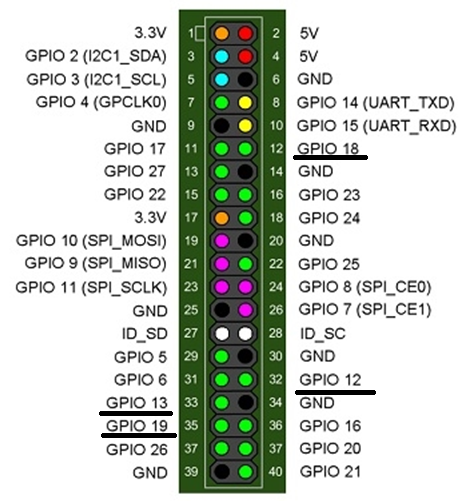 3.3V 1 2 5V
GPIO 2 (I2C1_SDA) 3 4 5V
GPIO 3 (I2C1_SCL) 5 6 GND
GPIO 4 (GPCLK0) 7 8 GPIO 14 (UART_TXD)
GND 9 10 GPIO 15 (UART_RXD)
GPIO 17 11 12 GPIO 18
GPIO 27 13 14 GND
GPIO 22 15 16 GPIO 23
3.3V 17 18 GPIO 24
GPIO 10 (SPI_MOSI) 19 20 GND
GPIO 9 (SPI_MISO) 21 22 GPIO 25
GPIO 11 (SPI_SCLK) 23 24 GPIO 8 (SPI_CE0)
GND 25 26 GPIO 7 (SPI_CE1)
ID_SD 27 28 ID_SC
GPIO 5 29 30 GND
GPIO 6 31 32 GPIO 12
GPIO 13 33 34 GND
GPIO 19 35 36 GPIO 16
GPIO 26 37 37 GPIO 20
GND 39 40 GPIO 21